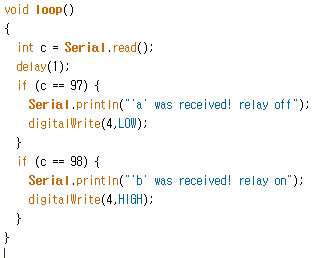 void loop()
{
  int c = Serial.read();
  delay(1);
  if (c == 97) {
    Serial.println("'a' was received! relay off");
    digitalWrite(4,LOW);
  }
  if (c == 98) {
    Serial.println("'b' was received! relay on");
    digitalWrite(4,HIGH);
  }
}